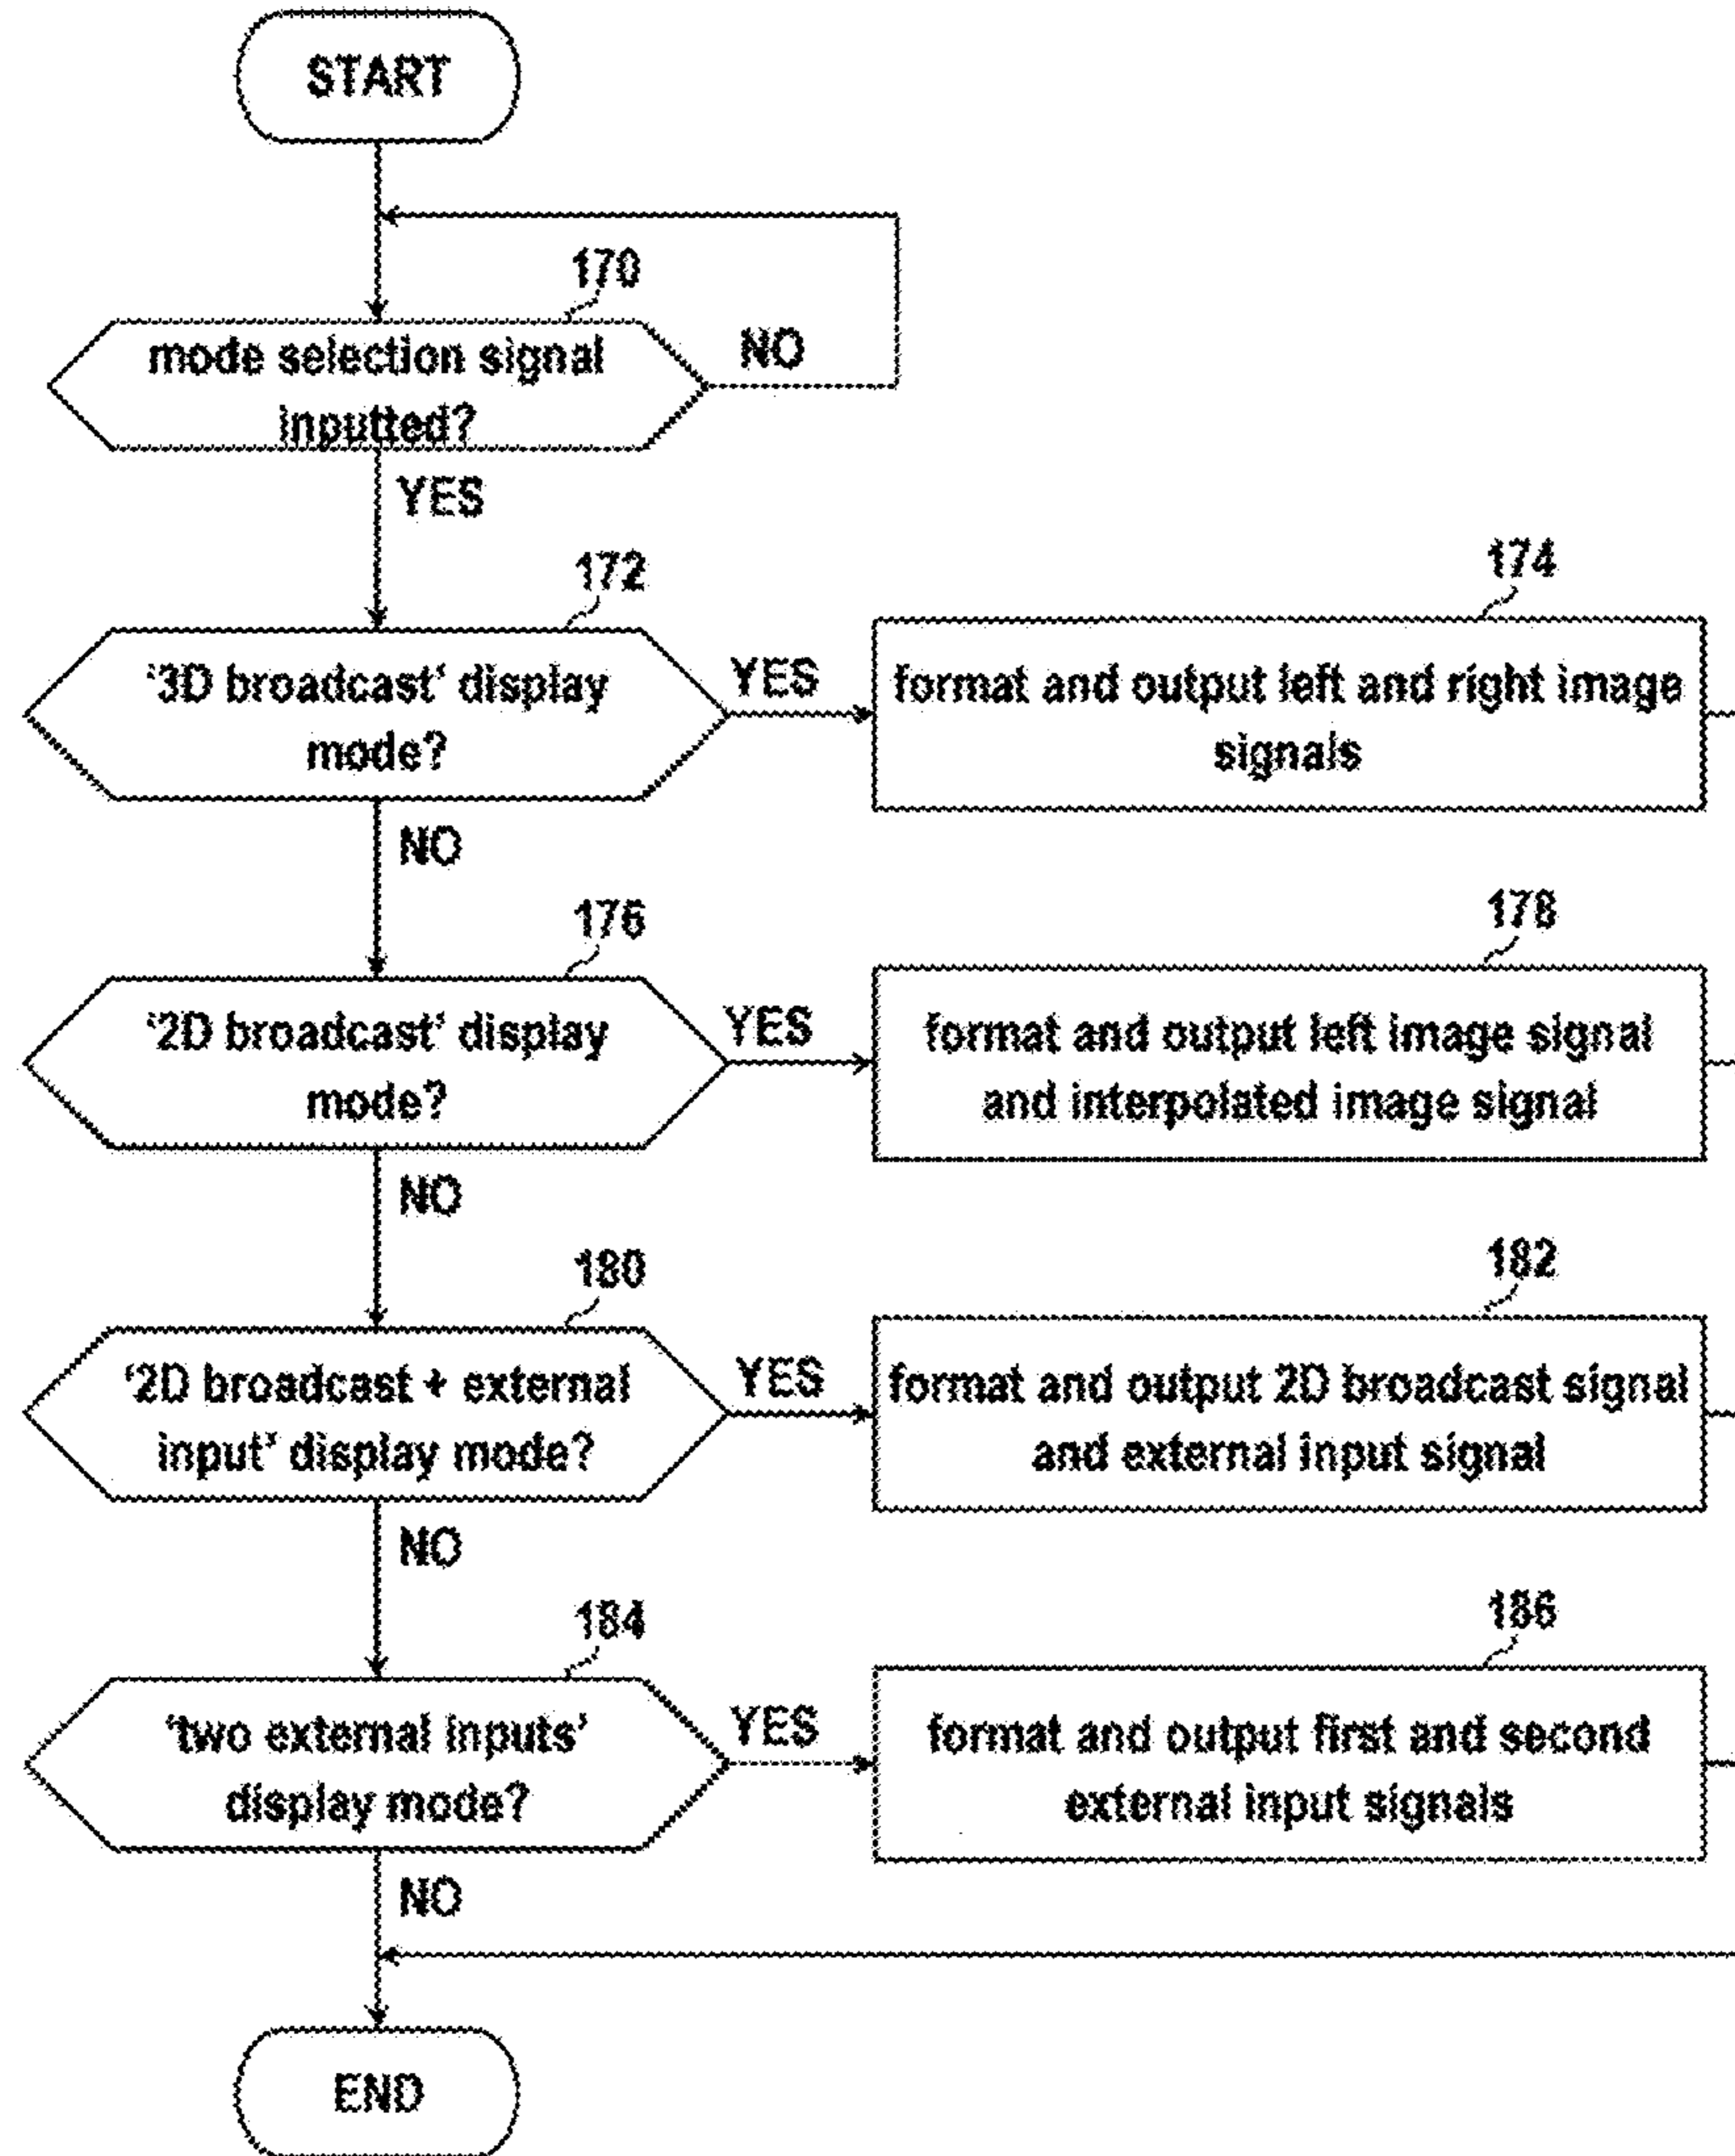 START
170
mode selection signal
inputted?
NO
YES
172
‘3D broadcast‘ display
mode?
YES
174
format and output left and right image
signals
NO
176
‘2D broadcast‘ display
mode?
YES
178
format and output left image signal
and interpolated image signal
NO
180
‘2D broadcast + external
input’ display mode?
YES
182
format and output 2D broadcast signal
and external input signal
NO
184
‘two external inputs’
display mode?
YES
186
format and output first and second
external input signals
NO
END